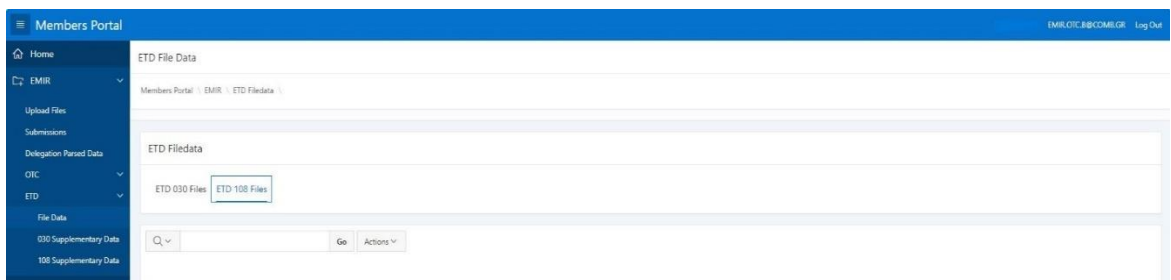 Members Portal
EMIR.OTC.B@COMB.GR Log Out
Home
EMIR
Upload Files
Submissions
Delegation Parsed Data
OTC
ETD
File Data
030 Supplementary Data
108 Supplementary Data
ETD File Data
Members Portal \ EMIR \ ETD Filedata \
ETD Filedata
ETD 030 Files ETD 108 Files
Go Actions